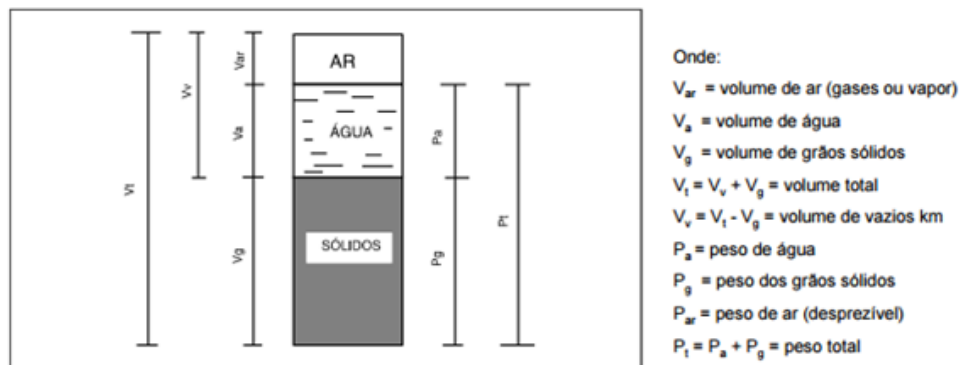 AR
ÁGUA
SÓLIDOS
Vt
Vv
Var
Va
Vg
Pa
Pg
Pt
Onde:
Var = volume de ar (gases ou vapor)
Va = volume de água
Vg = volume de grãos sólidos
Vt = Vv + Vg = volume total
Vv = Vt - Vg = volume de vazios km
Pa = peso de água
Pg = peso dos grãos sólidos
Par = peso de ar (desprezível)
Pt = Pa + Pg = peso total